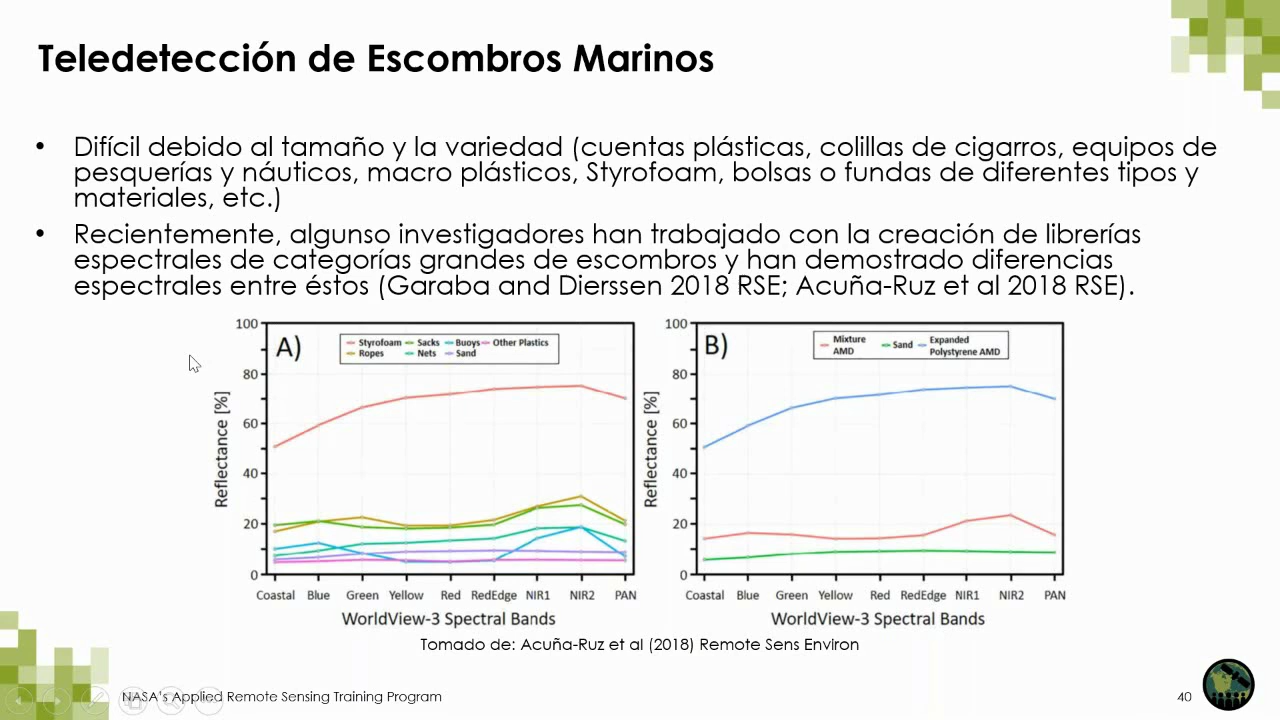 Teledetección de Escombros Marinos
• Difícil debido al tamaño y la variedad (cuentas plásticas, colillas de cigarros, equipos de
pesquerías y náuticos, macro plásticos, Styrofoam, bolsas o fundas de diferentes tipos y
materiales, etc.)
• Recientemente, algunso investigadores han trabajado con la creación de librerías
espectrales de categorías grandes de escombros y han demostrado diferencias
espectrales entre éstos (Garaba and Dierssen 2018 RSE; Acuña-Ruz et al 2018 RSE).
A)
Styrofoam Sacks Buoys Other Plastics
Ropes Nets Sand
Reflectance [%]
100
80
60
40
20
0
Coastal Blue Green Yellow Red RedEdge NIR1 NIR2 PAN
WorldView-3 Spectral Bands
B)
Mixture AMD Sand Expanded Polystyrene AMD
Reflectance [%]
100
80
60
40
20
0
Coastal Blue Green Yellow Red RedEdge NIR1 NIR2 PAN
WorldView-3 Spectral Bands
Tomado de: Acuña-Ruz et al (2018) Remote Sens Environ
NASA's Applied Remote Sensing Training Program
40